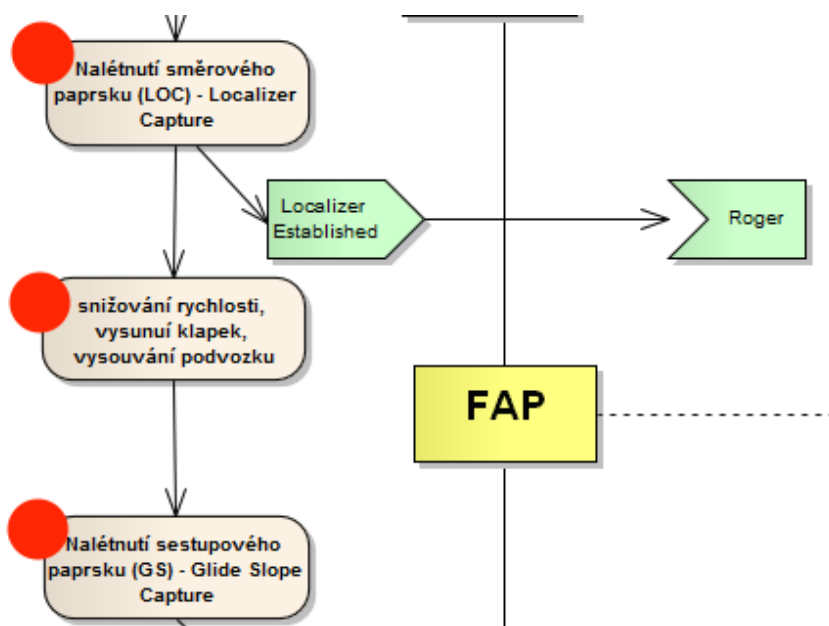 Nalétnutí směrového
paprsku (LOC) - Localizer
Capture
Localizer
Established
Roger
snižování rychlosti,
vysunuí klapek,
vysouvání podvozku
FAP
Nalétnutí sestupového
paprsku (GS) - Glide Slope
Capture